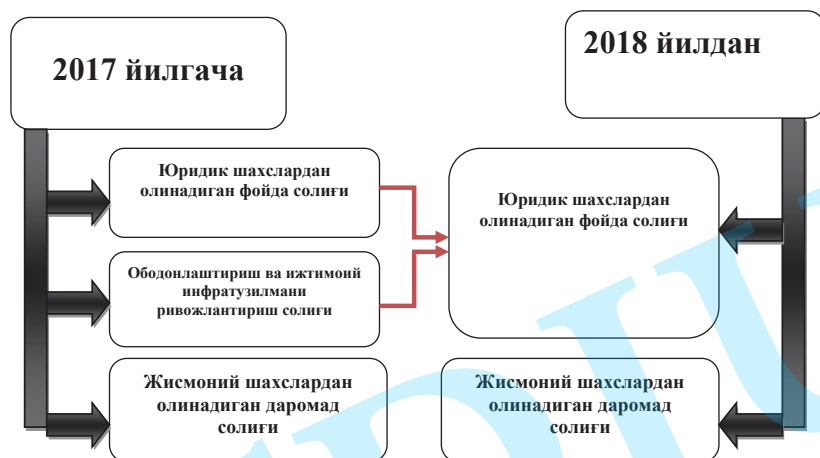 2017 йилгача
2018 йилдан
Юридик шахслардан
олинадиган фойда солиғи
Ободонлаштириш ва ижтимоий
инфратузилмани
ривожлантириш солиғи
Жисмоний шахслардан
олинадиган даромад
солиғи
Юридик шахслардан
олинадиган фойда солиғи
Жисмоний шахслардан
олинадиган даромад
солиғи